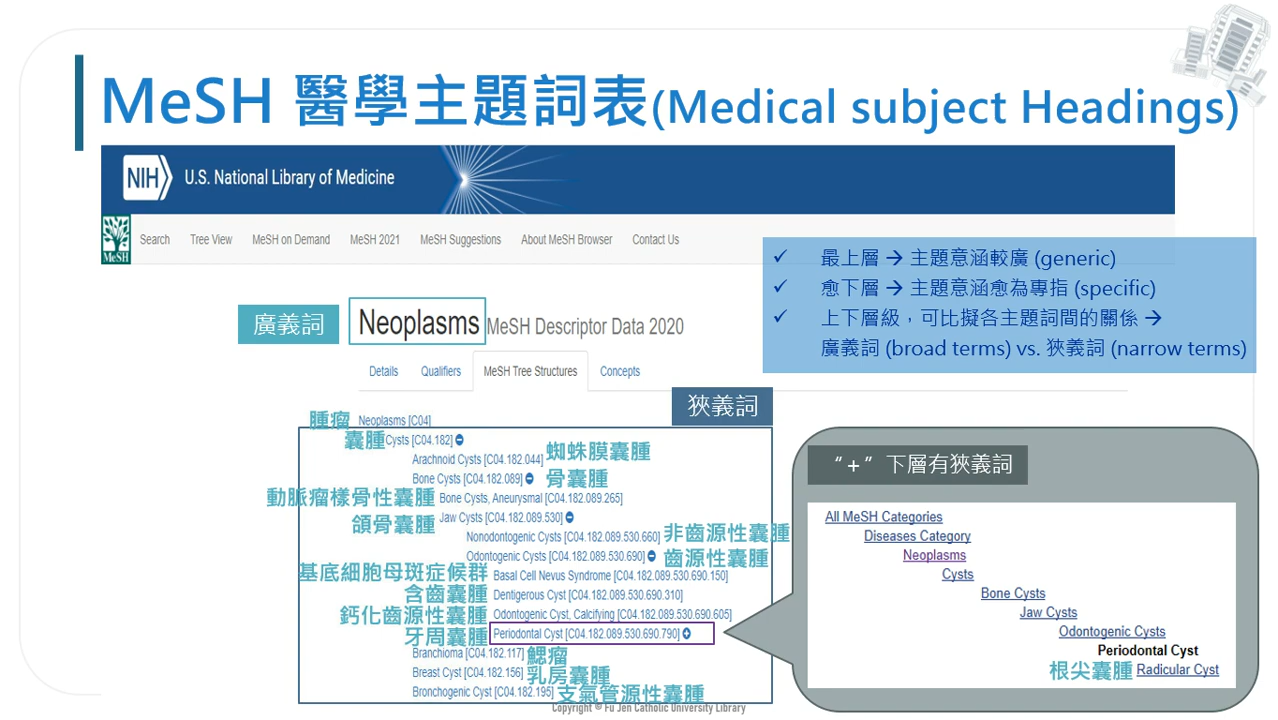 MeSH 醫學主題詞表(Medical subject Headings)
NIH U.S. National Library of Medicine
MeSH Search Tree View MeSH on Demand MeSH 2021 MeSH Suggestions About MeSH Browser Contact Us
✓ 最上層 → 主題意涵較廣 (generic)
✓ 愈下層 → 主題意涵愈為專指 (specific)
✓ 上下層級，可比擬各主題詞間的關係 →
廣義詞 (broad terms) vs. 狹義詞 (narrow terms)
廣義詞 Neoplasms MeSH Descriptor Data 2020
Details Qualifiers MeSH Tree Structures Concepts
狹義詞
腫瘤 Neoplasms [C04]
囊腫 Cysts [C04.182]
Arachnoid Cysts [C04.182.044] 蜘蛛膜囊腫
Bone Cysts [C04.182.089] 骨囊腫
動脈瘤樣骨性囊腫 Bone Cysts, Aneurysmal [C04.182.089.265]
頜骨囊腫 Jaw Cysts [C04.182.089.530]
Nonodontogenic Cysts [C04.182.089.530.660] 非齒源性囊腫
Odontogenic Cysts [C04.182.089.530.690] 齒源性囊腫
基底細胞母斑症候群 Basal Cell Nevus Syndrome [C04.182.089.530.690.150]
含齒囊腫 Dentigerous Cyst [C04.182.089.530.690.310]
鈣化齒源性囊腫 Odontogenic Cyst, Calcifying [C04.182.089.530.690.605]
牙周囊腫 Periodontal Cyst [C04.182.089.530.690.790]
Branchioma [C04.182.117] 鰓瘤
Breast Cyst [C04.182.156] 乳房囊腫
Bronchogenic Cyst [C04.182.195] 支氣管源性囊腫
“+” 下層有狹義詞
All MeSH Categories
Diseases Category
Neoplasms
Cysts
Bone Cysts
Jaw Cysts
Odontogenic Cysts
Periodontal Cyst
根尖囊腫 Radicular Cyst
Copyright © Fu Jen Catholic University Library